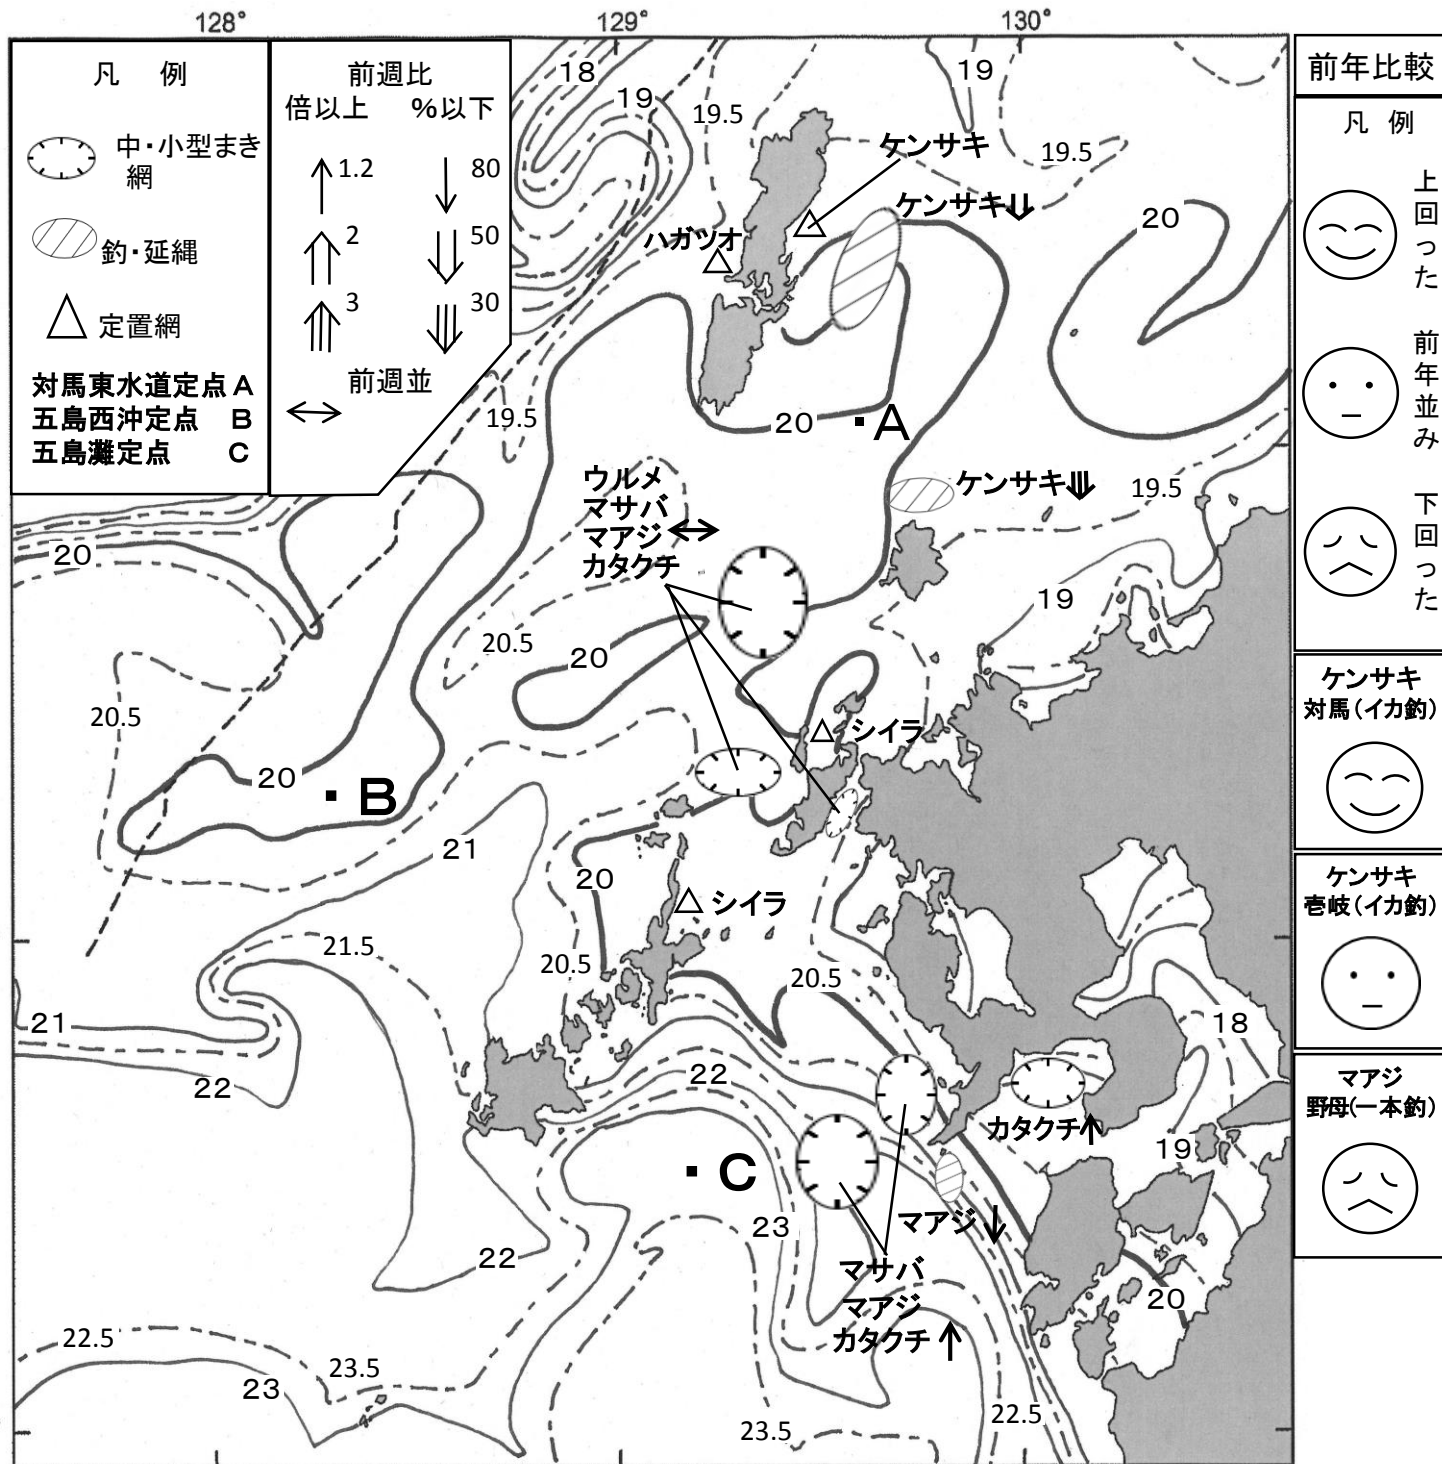 128°
129°
130°
凡 例
中・小型まき
網
釣・延縄
定置網
対馬東水道定点 A
五島西沖定点 B
五島灘定点 C
前週比
倍以上 %以下
1.2 80
2 50
3 30
前週並
前年比較
凡 例
上回った
前年並み
下回った
ケンサキ
対馬(イカ釣)
ケンサキ
壱岐(イカ釣)
マアジ
野母(一本釣)
18
19
19
19.5
19.5
ケンサキ
ケンサキ
ハガツオ
20
19.5
20
A
ケンサキ
19.5
ウルメ
マサバ
マアジ
カタクチ
20
19
20.5
20
20.5
シイラ
20
B
21
20
シイラ
21.5
20.5
20.5
21
18
22
22
カタクチ
19
C
マアジ
23
22
マサバ
マアジ
カタクチ
20
22.5
23.5
23
23.5
22.5